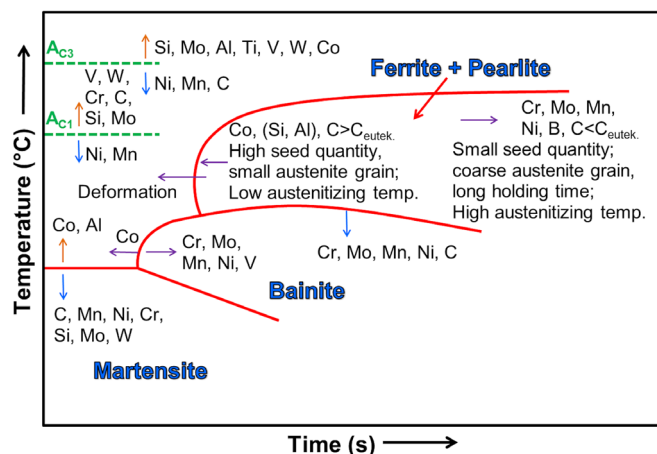 A_C3
Si, Mo, Al, Ti, V, W, Co
Ni, Mn, C
V, W,
Cr, C,
Si, Mo
A_C1
Ni, Mn
Ferrite + Pearlite
Co, (Si, Al), C>C_eutek.
High seed quantity,
small austenite grain;
Low austenitizing temp.
Cr, Mo, Mn,
Ni, B, C<C_eutek.
Small seed quantity;
coarse austenite grain,
long holding time;
High austenitizing temp.
Deformation
Co, Al
Co
Cr, Mo,
Mn, Ni, V
Cr, Mo, Mn, Ni, C
Bainite
C, Mn, Ni, Cr,
Si, Mo, W
Martensite
Temperature (°C)
Time (s)